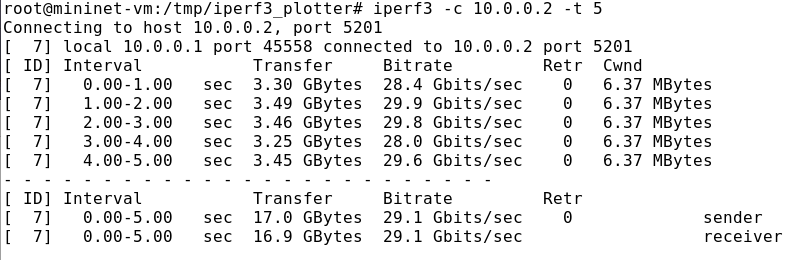 root@mininet-vm:/tmp/iperf3_plotter# iperf3 -c 10.0.0.2 -t 5
Connecting to host 10.0.0.2, port 5201
[  7] local 10.0.0.1 port 45558 connected to 10.0.0.2 port 5201
[ ID] Interval           Transfer     Bitrate         Retr  Cwnd
[  7]   0.00-1.00   sec  3.30 GBytes  28.4 Gbits/sec    0   6.37 MBytes
[  7]   1.00-2.00   sec  3.49 GBytes  29.9 Gbits/sec    0   6.37 MBytes
[  7]   2.00-3.00   sec  3.46 GBytes  29.8 Gbits/sec    0   6.37 MBytes
[  7]   3.00-4.00   sec  3.25 GBytes  28.0 Gbits/sec    0   6.37 MBytes
[  7]   4.00-5.00   sec  3.45 GBytes  29.6 Gbits/sec    0   6.37 MBytes
- - - - - - - - - - - - - - - - - - - - - - - - -
[ ID] Interval           Transfer     Bitrate         Retr
[  7]   0.00-5.00   sec  17.0 GBytes  29.1 Gbits/sec    0             sender
[  7]   0.00-5.00   sec  16.9 GBytes  29.1 Gbits/sec                  receiver